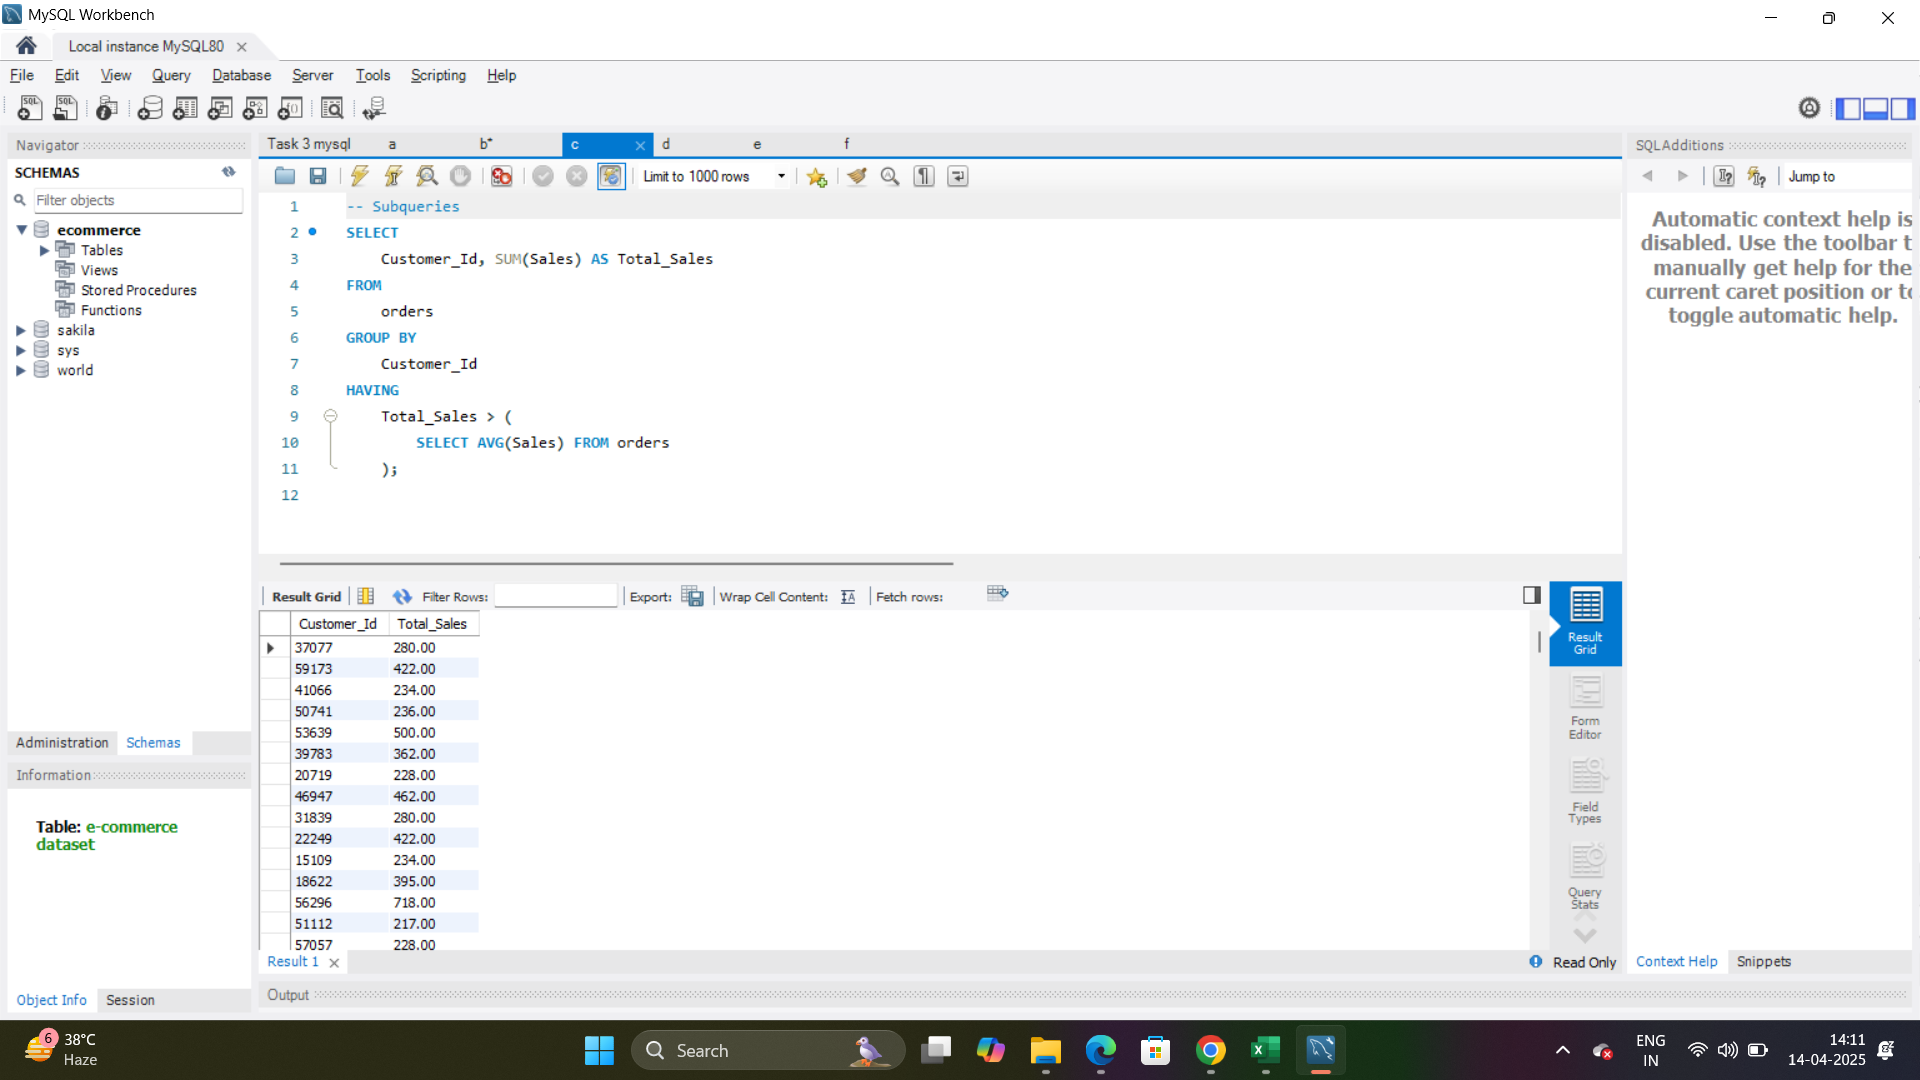 MySQL Workbench
Local instance MySQL80
File Edit View Query Database Server Tools Scripting Help
Navigator
SCHEMAS
Filter objects
ecommerce
Tables
Views
Stored Procedures
Functions
sakila
sys
world
Administration Schemas
Information
Table: e-commerce
dataset
Object Info Session
Task 3 mysql a b* c d e f
Limit to 1000 rows
1 -- Subqueries
2 SELECT
3 Customer_Id, SUM(Sales) AS Total_Sales
4 FROM
5 orders
6 GROUP BY
7 Customer_Id
8 HAVING
9 Total_Sales > (
10 SELECT AVG(Sales) FROM orders
11 );
12
Result Grid Filter Rows: Export: Wrap Cell Content: Fetch rows:
Customer_Id Total_Sales
37077 280.00
59173 422.00
41066 234.00
50741 236.00
53639 500.00
39783 362.00
20719 228.00
46947 462.00
31839 280.00
22249 422.00
15109 234.00
18622 395.00
56296 718.00
51112 217.00
57057 228.00
Result
Grid
Form
Editor
Field
Types
Query
Stats
Result 1
Read Only
Output
SQLAdditions
Jump to
Automatic context help is
disabled. Use the toolbar t
manually get help for the
current caret position or to
toggle automatic help.
Context Help Snippets
6
38°C
Haze
Search
ENG
IN
14:11
14-04-2025